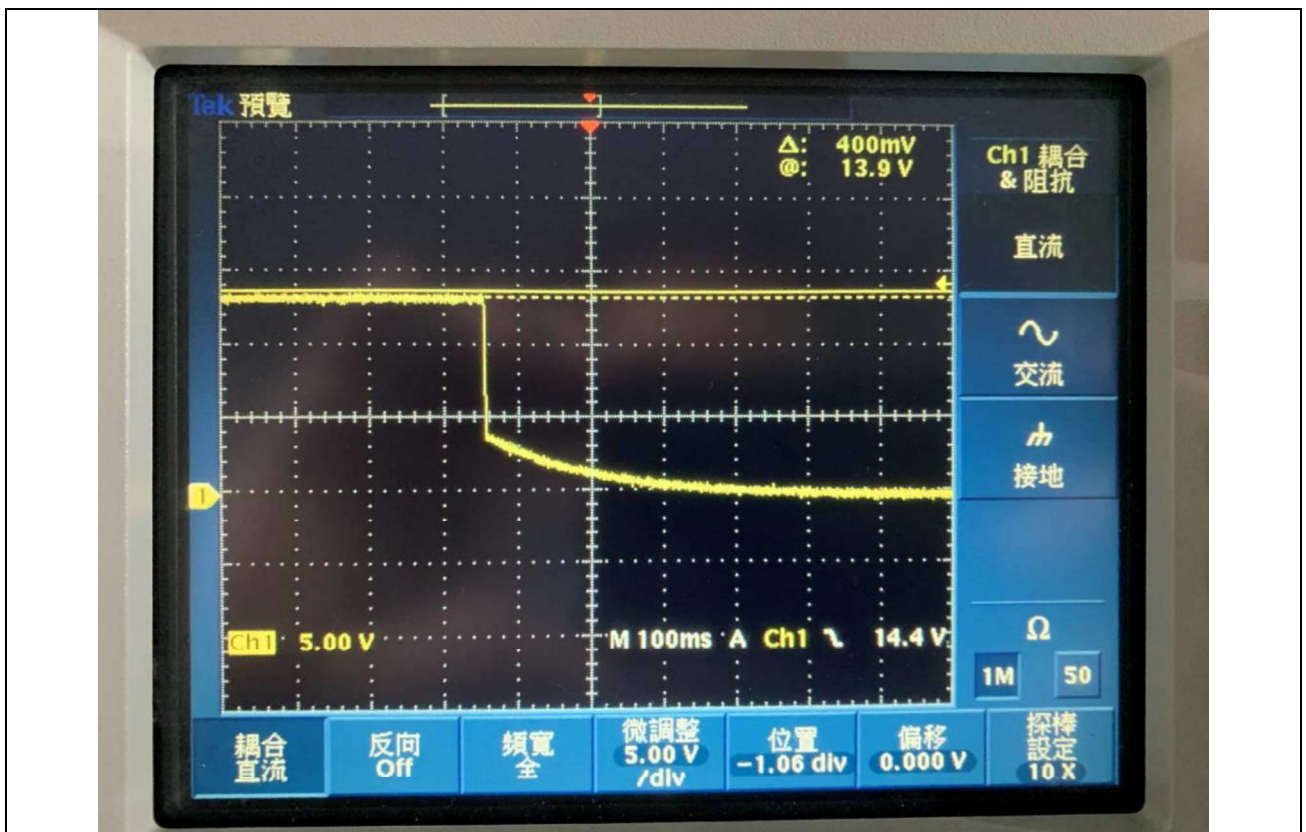 Tek 預覽
Δ: 400mV
@: 13.9 V
Ch1 耦合
& 阻抗
直流
交流
接地
1
Ch1 5.00 V M 100ms A Ch1 14.4 V
Ω
1M 50
耦合
直流
反向
Off
頻寬
全
微調整
5.00 V
/div
位置
-1.06 div
偏移
0.000 V
探棒
設定
10 X